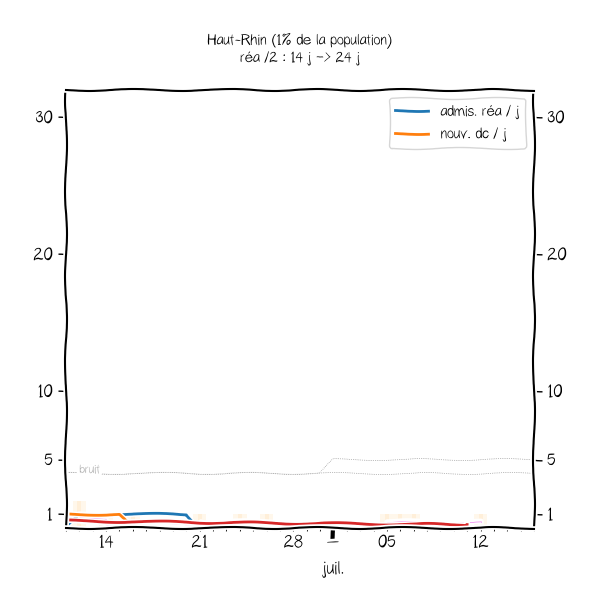 Haut-Rhin (1% de la population)
réa /2 : 14 j -> 24 j
admis. réa / j
nouv. dc / j
30
30
20
20
10
10
5
5
bruit
1
1
14
21
28
1
05
12
juil.